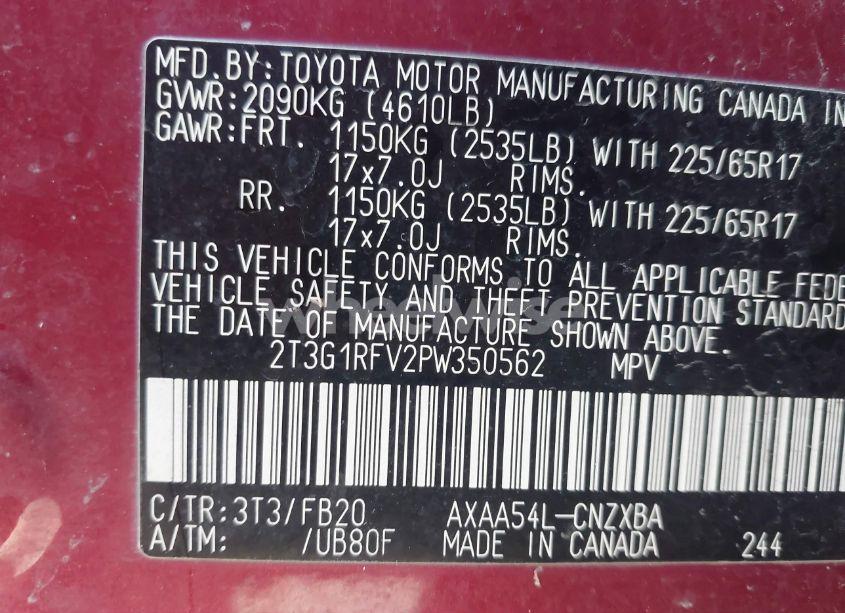 MFD.BY:TOYOTA MOTOR MANUFACTURING CANADA IN
GVWR:2090KG (4610LB)
GAWR:FRT. 1150KG (2535LB) WITH 225/65R17
17x7.0J RIMS.
RR. 1150KG (2535LB) WITH 225/65R17
17x7.0J RIMS.
THIS VEHICLE CONFORMS TO ALL APPLICABLE FEDE
VEHICLE SAFETY AND THEFT PREVENTION STANDARD
THE DATE OF MANUFACTURE SHOWN ABOVE.
2T3G1RFV2PW350562 MPV
C/TR:3T3/FB20 AXAA54L-CNZXBA
A/TM: /UB80F MADE IN CANADA 244